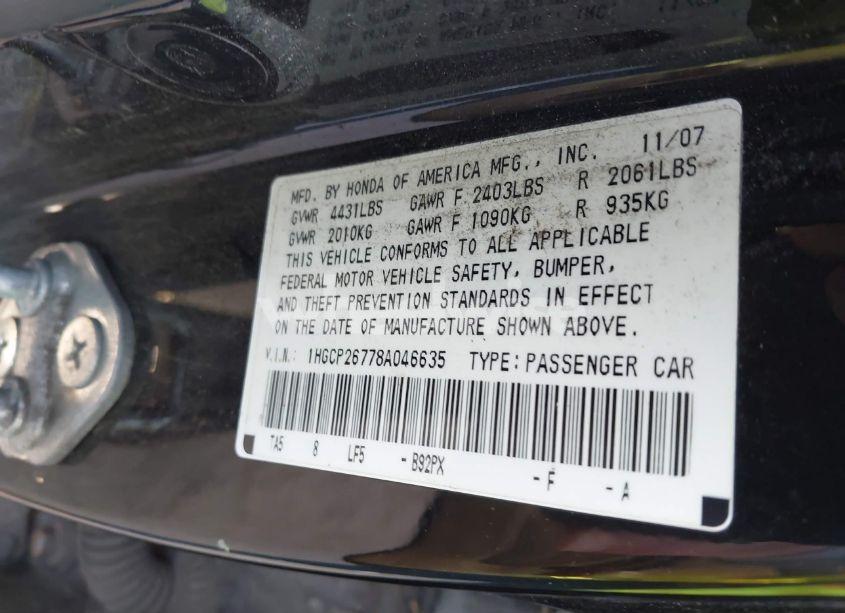 MFD. BY HONDA OF AMERICA MFG., INC. 11/07
GVWR 4431LBS GAWR F 2403LBS R 2061LBS
GVWR 2010KG GAWR F 1090KG R 935KG
THIS VEHICLE CONFORMS TO ALL APPLICABLE
FEDERAL MOTOR VEHICLE SAFETY, BUMPER,
AND THEFT PREVENTION STANDARDS IN EFFECT
ON THE DATE OF MANUFACTURE SHOWN ABOVE.
V.I.N.: 1HGCP26778A046635 TYPE: PASSENGER CAR
TA5 8 LF5 - B92PX - F - A